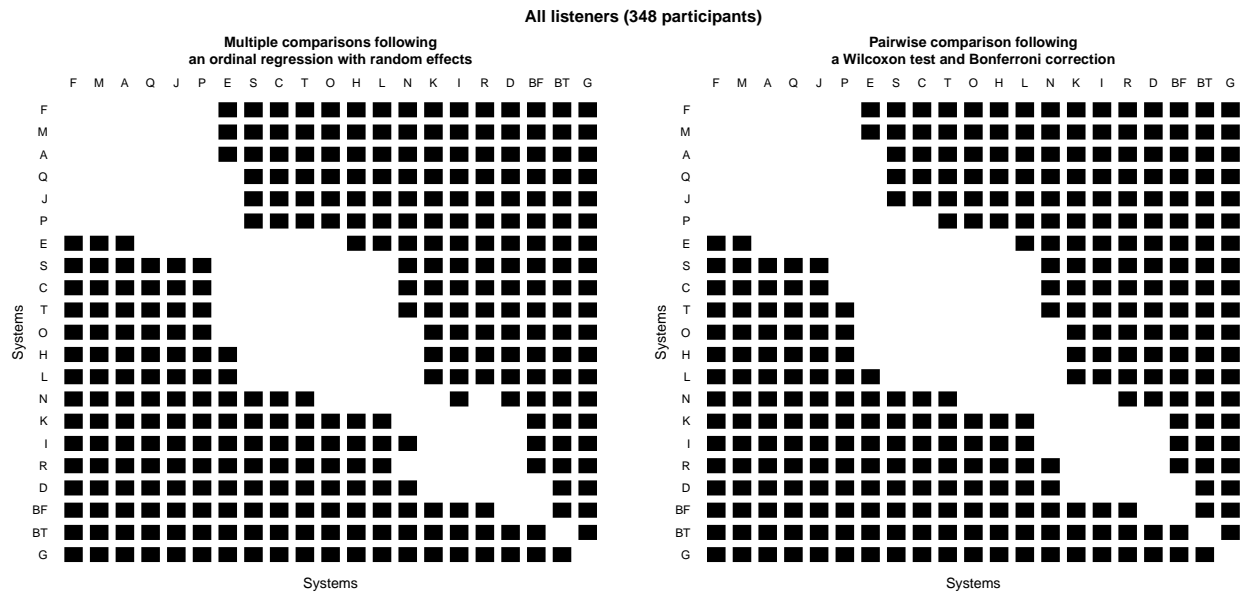 All listeners (348 participants)
Multiple comparisons following
an ordinal regression with random effects
F M A Q J P E S C T O H L N K I R D BF BT G
F
M
A
Q
J
P
E
S
C
T
O
H
L
N
K
I
R
D
BF
BT
G
Systems
Systems
Pairwise comparison following
a Wilcoxon test and Bonferroni correction
F M A Q J P E S C T O H L N K I R D BF BT G
F
M
A
Q
J
P
E
S
C
T
O
H
L
N
K
I
R
D
BF
BT
G
Systems
Systems